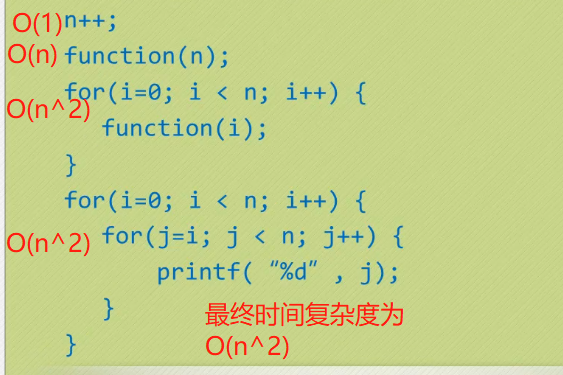 O(1) n++;
O(n) function(n);
for(i=0; i < n; i++) {
O(n^2)
function(i);
}
for(i=0; i < n; i++) {
O(n^2) for(j=i; j < n; j++) {
printf(“%d”, j);
}
最终时间复杂度为
}
O(n^2)